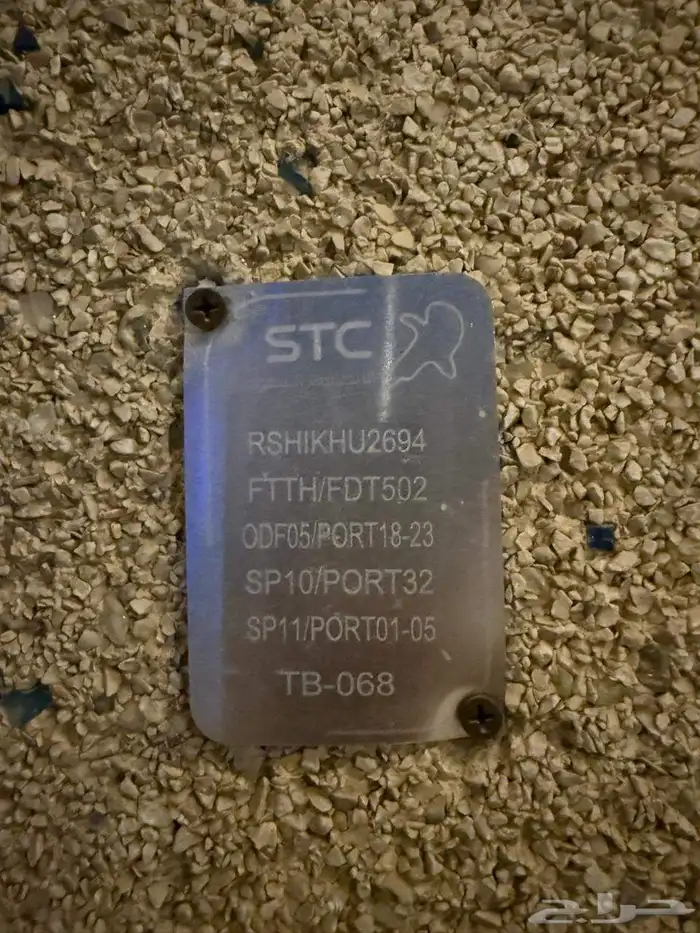 STC
RSHIKHU2694
FTTH/FDT502
ODF05/PORT18-23
SP10/PORT32
SP11/PORT01-05
TB-068
حراج